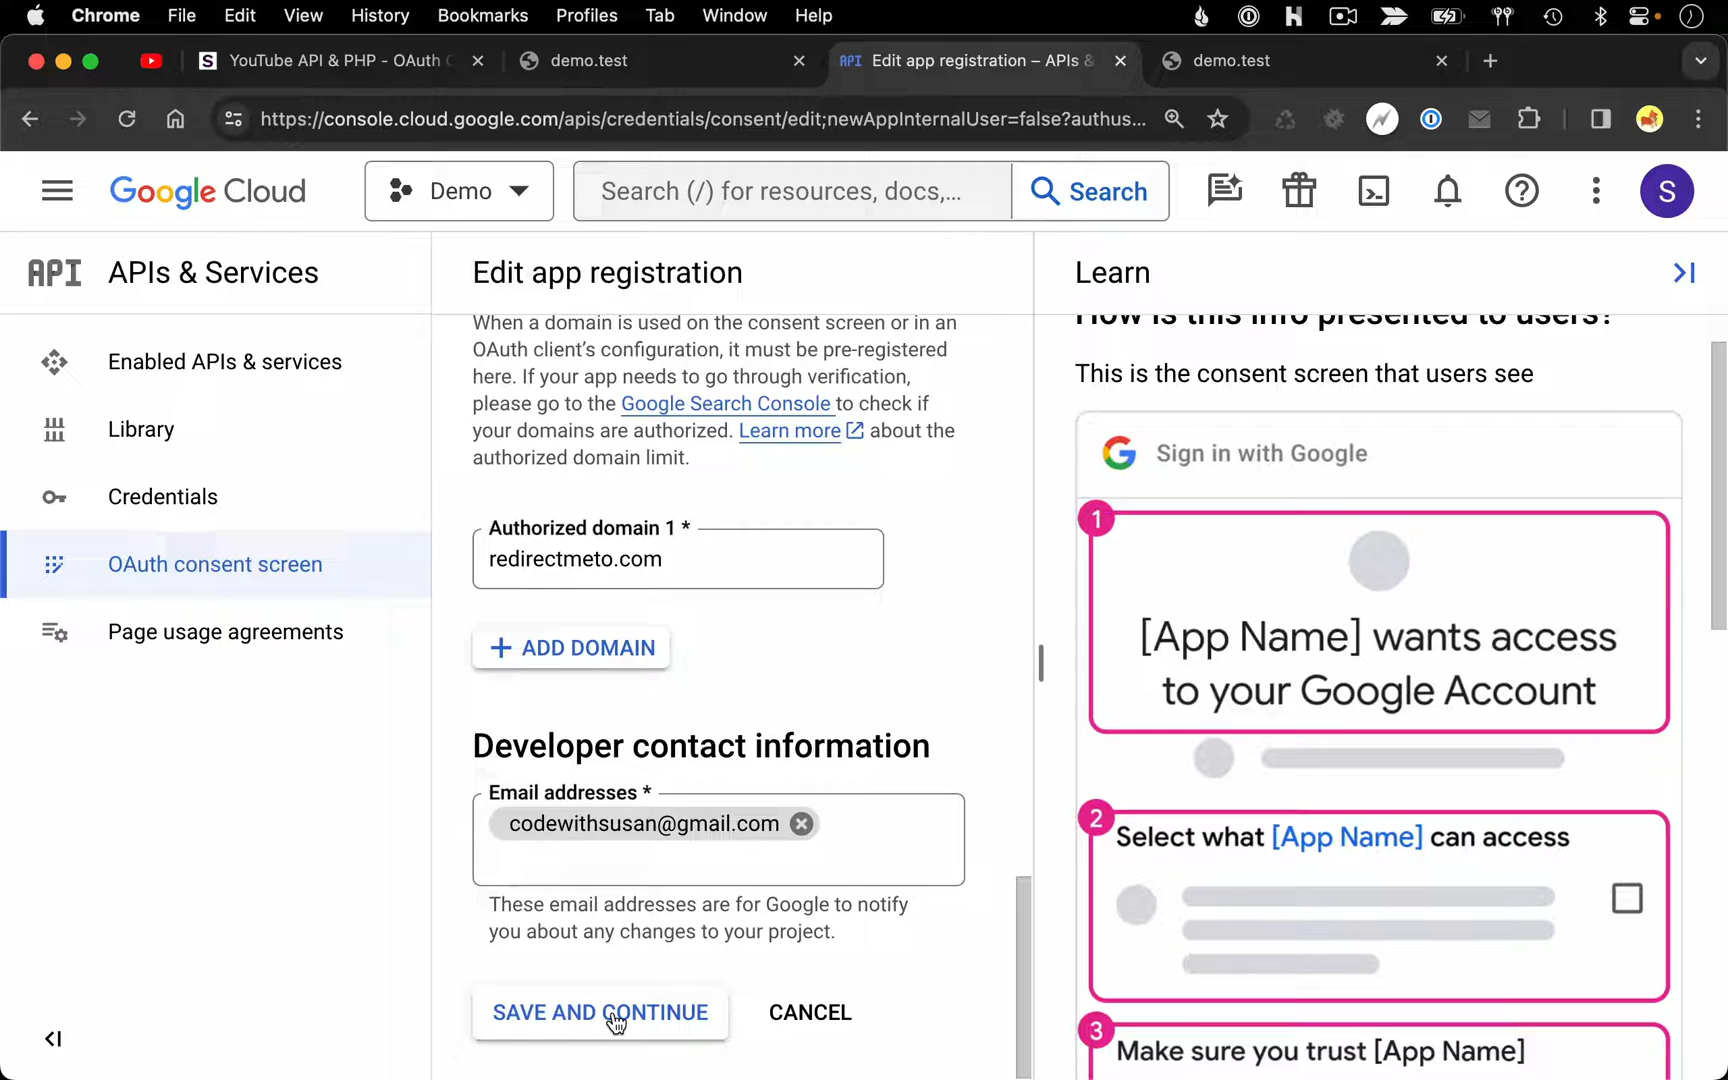 Chrome File Edit View History Bookmarks Profiles Tab Window Help
S YouTube API & PHP - OAuth
demo.test
API Edit app registration – APIs &
demo.test
https://console.cloud.google.com/apis/credentials/consent/edit;newAppInternalUser=false?authus...
Google Cloud
Demo
Search (/) for resources, docs,...
Search
S
API APIs & Services
Enabled APIs & services
Library
Credentials
OAuth consent screen
Page usage agreements
Edit app registration
When a domain is used on the consent screen or in an
OAuth client's configuration, it must be pre-registered
here. If your app needs to go through verification,
please go to the Google Search Console to check if
your domains are authorized. Learn more about the
authorized domain limit.
Authorized domain 1 *
redirectmeto.com
+ ADD DOMAIN
Developer contact information
Email addresses *
codewithsusan@gmail.com
These email addresses are for Google to notify
you about any changes to your project.
SAVE AND CONTINUE
CANCEL
Learn
How is this info presented to users?
This is the consent screen that users see
G Sign in with Google
1
[App Name] wants access
to your Google Account
2
Select what [App Name] can access
3
Make sure you trust [App Name]